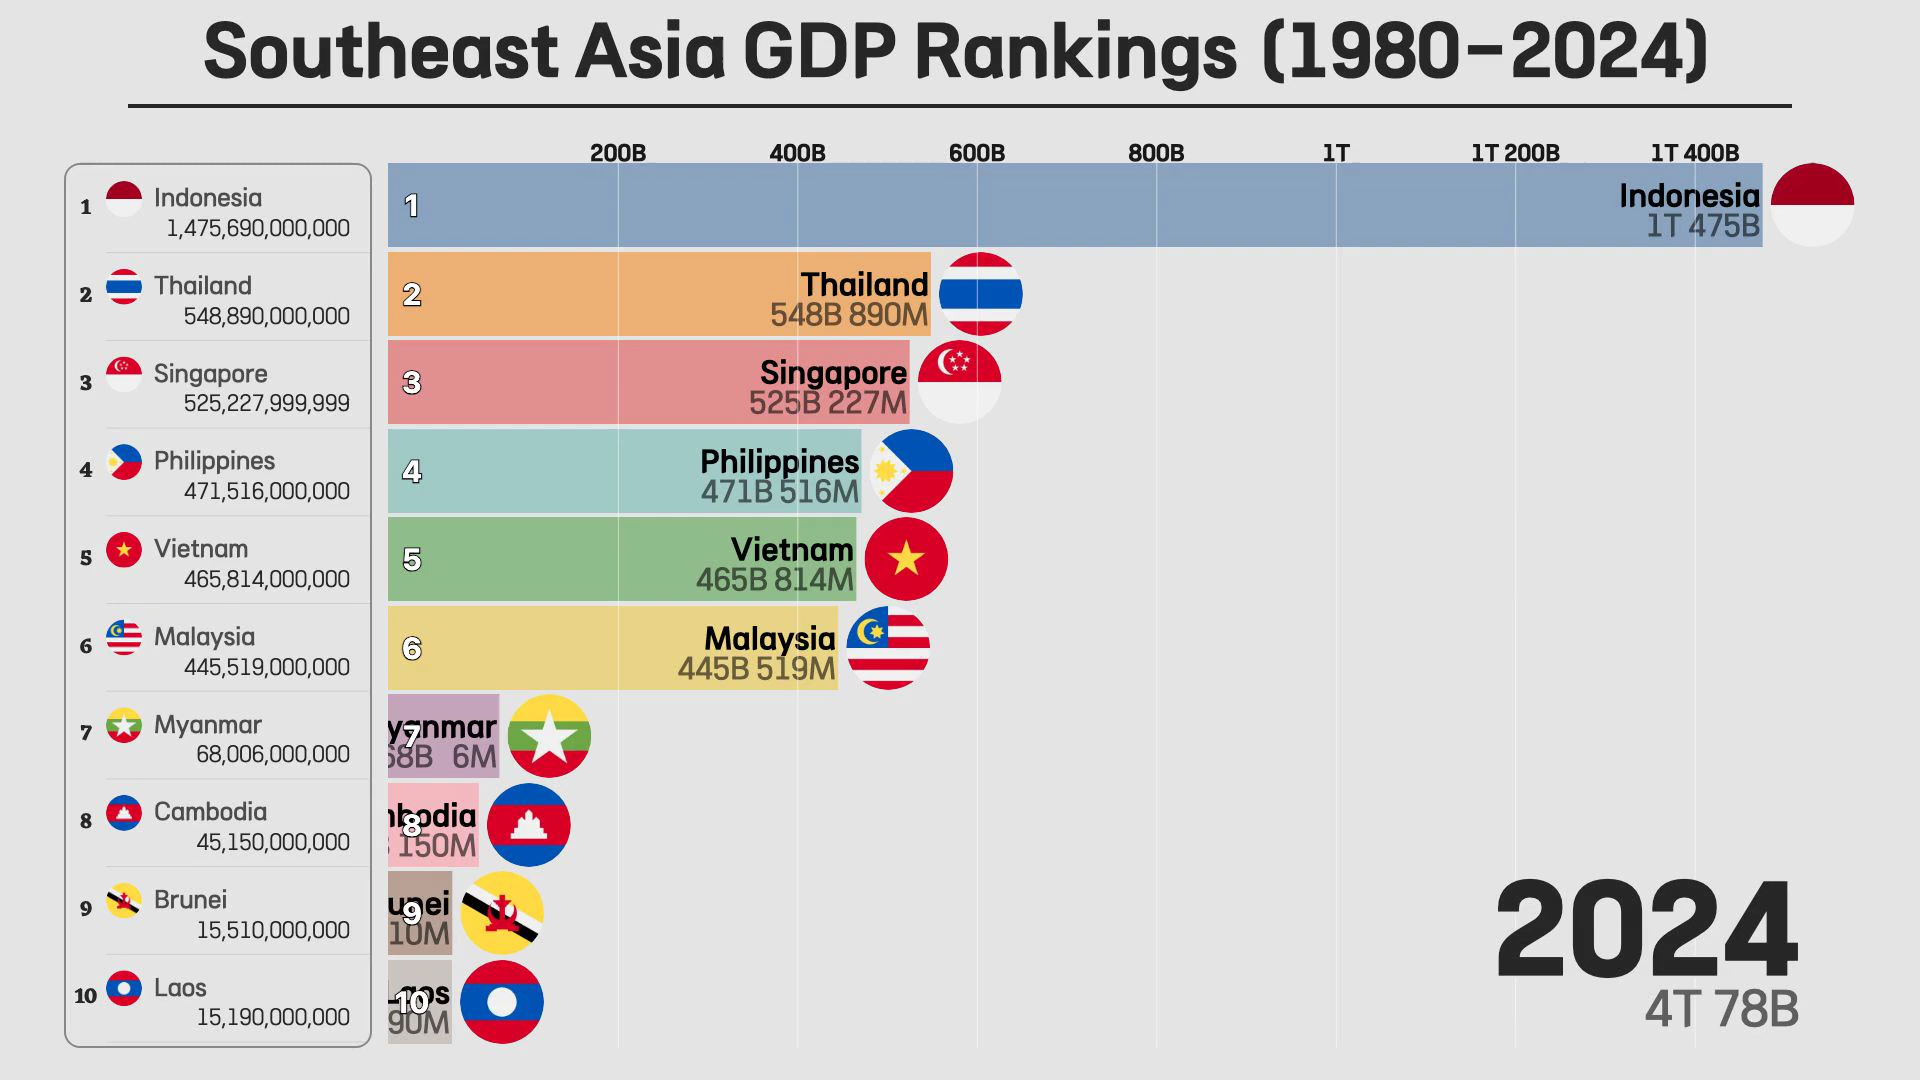 Southeast Asia GDP Rankings (1980–2024)
200B 400B 600B 800B 1T 1T 200B 1T 400B
1 Indonesia
1,475,690,000,000
2 Thailand
548,890,000,000
3 Singapore
525,227,999,999
4 Philippines
471,516,000,000
5 Vietnam
465,814,000,000
6 Malaysia
445,519,000,000
7 Myanmar
68,006,000,000
8 Cambodia
45,150,000,000
9 Brunei
15,510,000,000
10 Laos
15,190,000,000
1 Indonesia
1T 475B
2 Thailand
548B 890M
3 Singapore
525B 227M
4 Philippines
471B 516M
5 Vietnam
465B 814M
6 Malaysia
445B 519M
7 yanmar
68B 6M
8 mbodia
150M
9 unei
10M
10 Laos
90M
2024
4T 78B